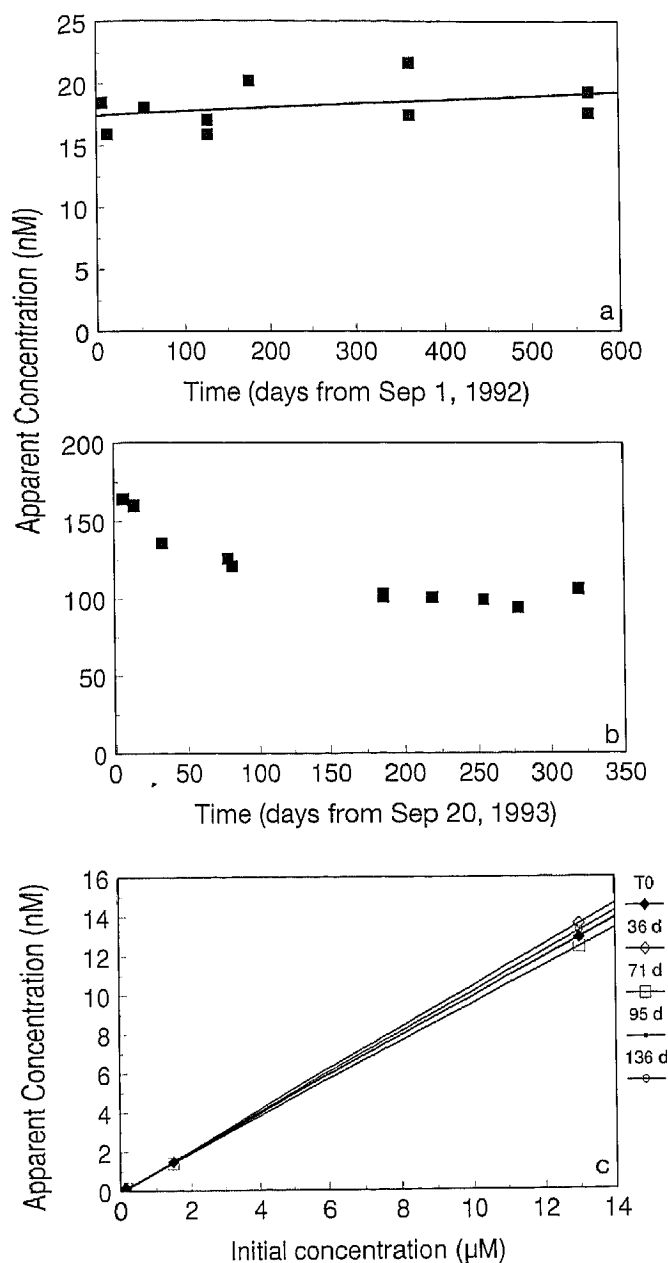 25
20
15
10
5
0
a
0 100 200 300 400 500 600
Time (days from Sep 1, 1992)
Apparent Concentration (nM)
200
150
100
50
0
b
0 50 100 150 200 250 300 350
Time (days from Sep 20, 1993)
16
14
12
10
8
6
4
2
0
Apparent Concentration (nM)
c
0 2 4 6 8 10 12 14
Initial concentration (µM)
T0
36 d
71 d
95 d
136 d